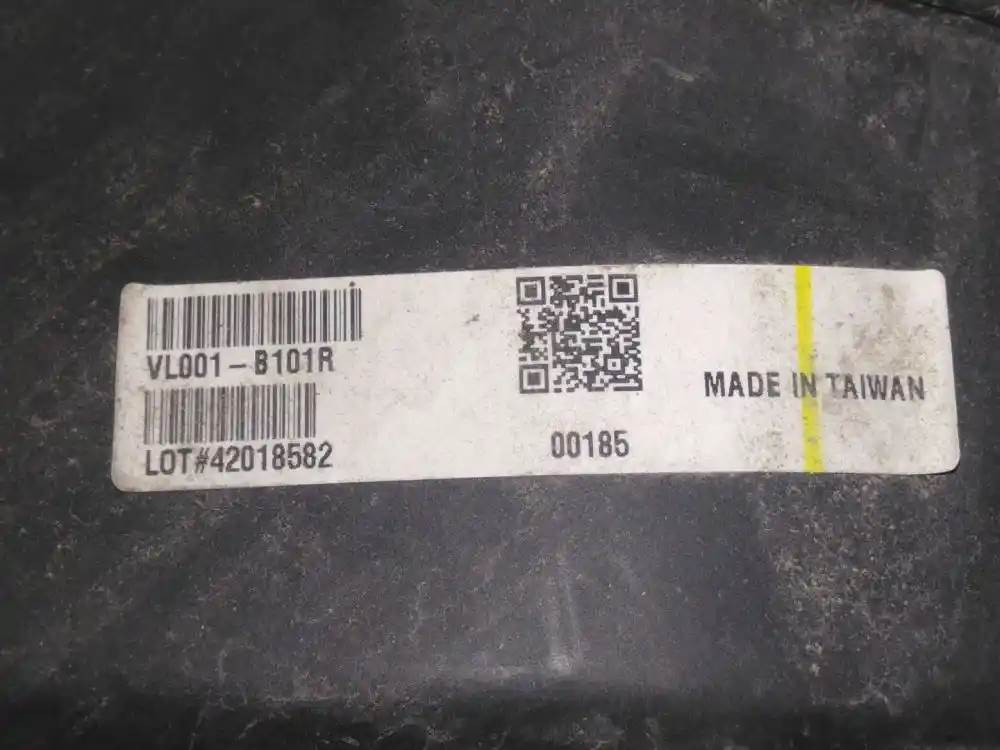 VL001-B101R
LOT#42018582
00185
MADE IN TAIWAN